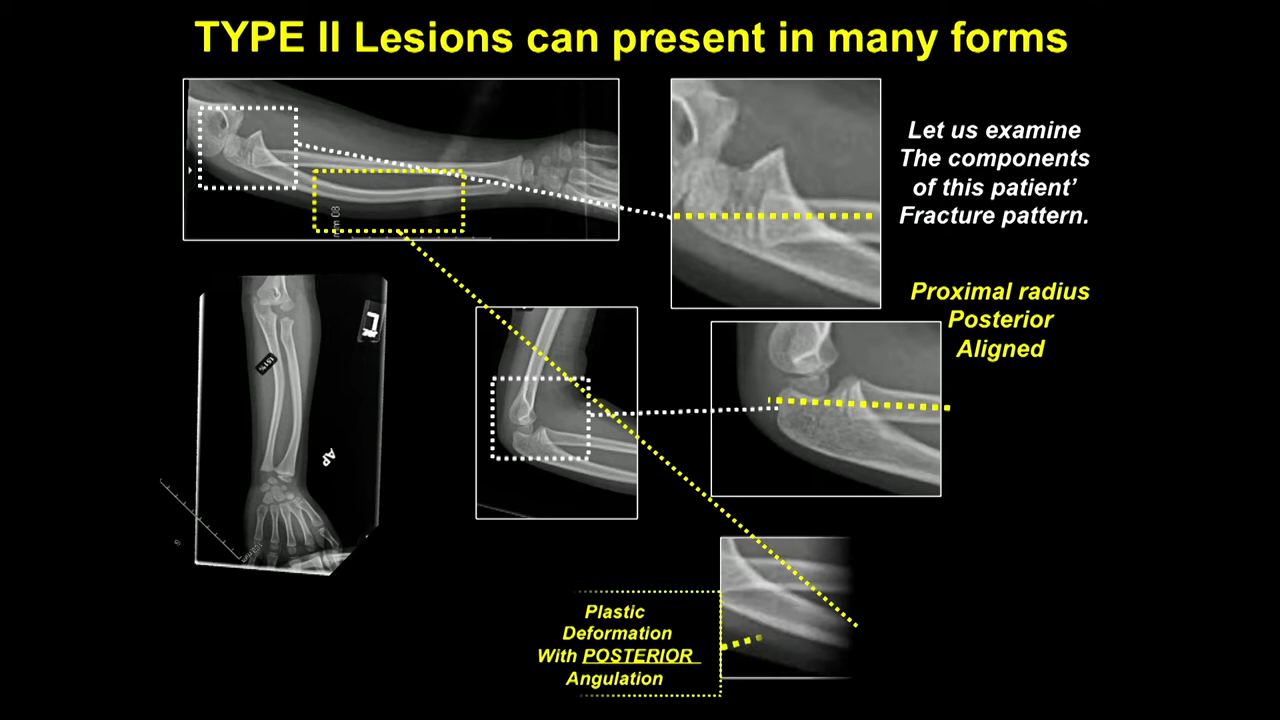 TYPE II Lesions can present in many forms
Let us examine
The components
of this patient’
Fracture pattern.
Proximal radius
Posterior
Aligned
AP
Plastic
Deformation
With POSTERIOR
Angulation